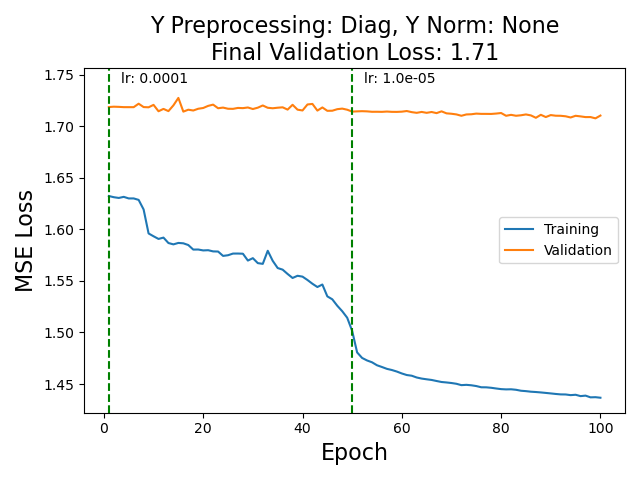 Y Preprocessing: Diag, Y Norm: None
Final Validation Loss: 1.71
lr: 0.0001
lr: 1.0e-05
1.75
1.70
1.65
1.60
1.55
1.50
1.45
MSE Loss
Training
Validation
0
20
40
60
80
100
Epoch